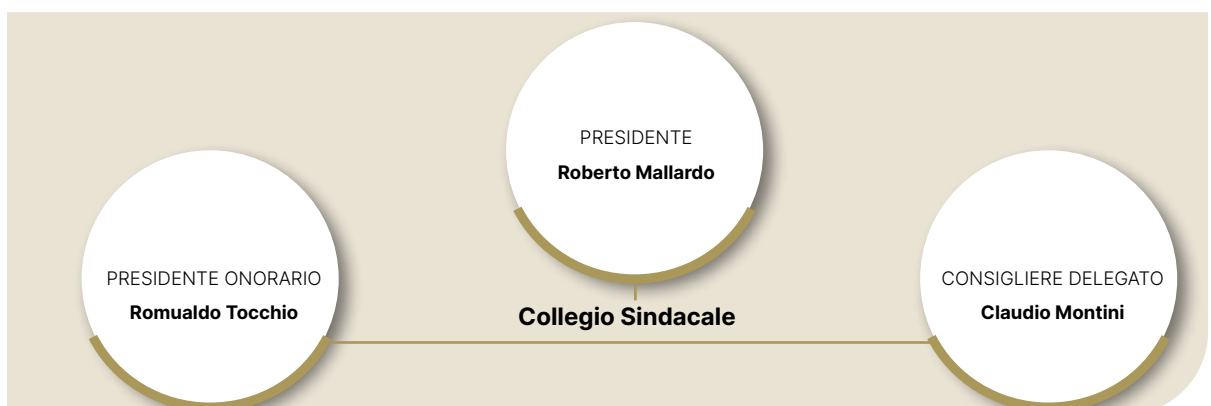 PRESIDENTE
Roberto Mallardo
PRESIDENTE ONORARIO
Romualdo Tocchio
CONSIGLIERE DELEGATO
Claudio Montini
Collegio Sindacale